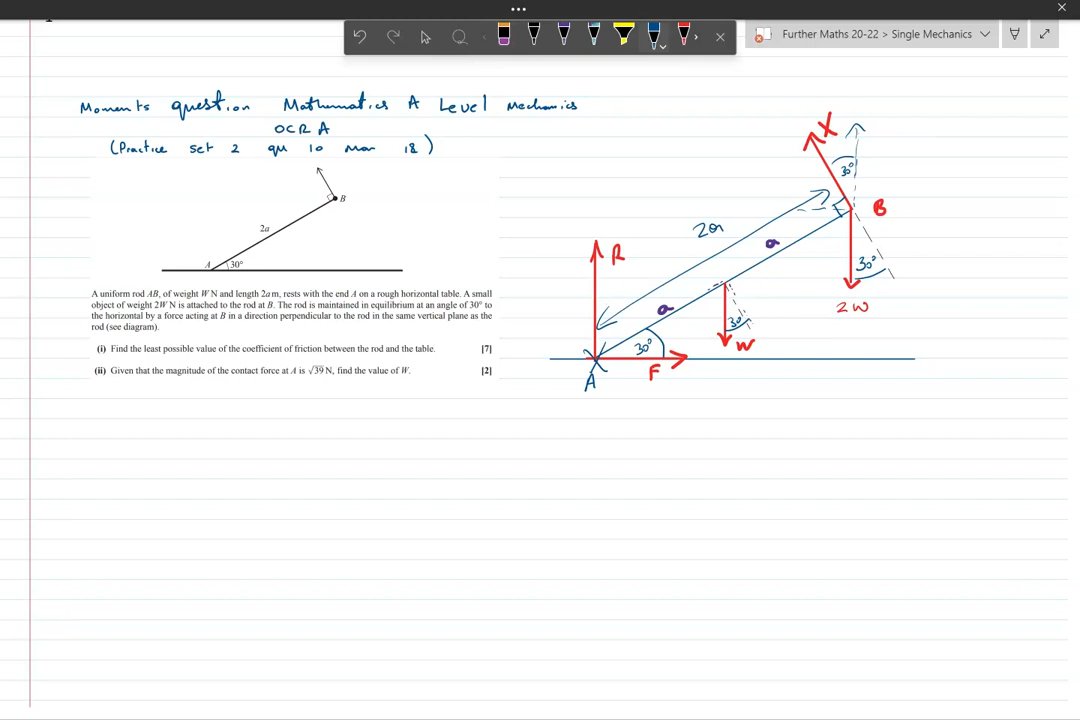 Further Maths 20-22 > Single Mechanics
Moments question Mathematics A Level Mechanics
OCR A
(Practice set 2 qu 10 mar 18)
B
2a
A
30°
A uniform rod AB, of weight W N and length 2a m, rests with the end A on a rough horizontal table. A small
object of weight 2W N is attached to the rod at B. The rod is maintained in equilibrium at an angle of 30° to
the horizontal by a force acting at B in a direction perpendicular to the rod in the same vertical plane as the
rod (see diagram).
(i) Find the least possible value of the coefficient of friction between the rod and the table. [7]
(ii) Given that the magnitude of the contact force at A is √39 N, find the value of W. [2]
X
30°
B
2a
a
R
30°
2W
a
30°
W
30°
F
A